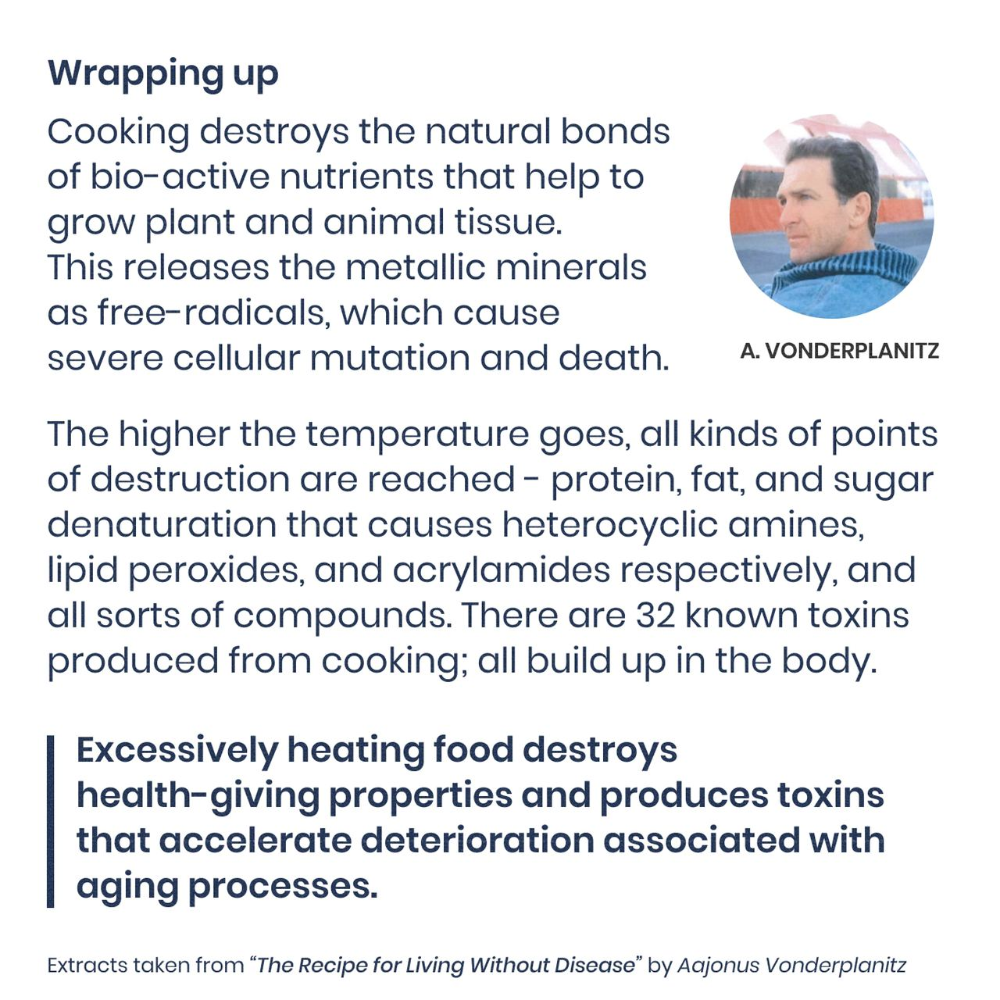 Wrapping up
Cooking destroys the natural bonds
of bio-active nutrients that help to
grow plant and animal tissue.
This releases the metallic minerals
as free-radicals, which cause
severe cellular mutation and death.
A. VONDERPLANITZ
The higher the temperature goes, all kinds of points
of destruction are reached - protein, fat, and sugar
denaturation that causes heterocyclic amines,
lipid peroxides, and acrylamides respectively, and
all sorts of compounds. There are 32 known toxins
produced from cooking; all build up in the body.
Excessively heating food destroys
health-giving properties and produces toxins
that accelerate deterioration associated with
aging processes.
Extracts taken from “The Recipe for Living Without Disease” by Aajonus Vonderplanitz